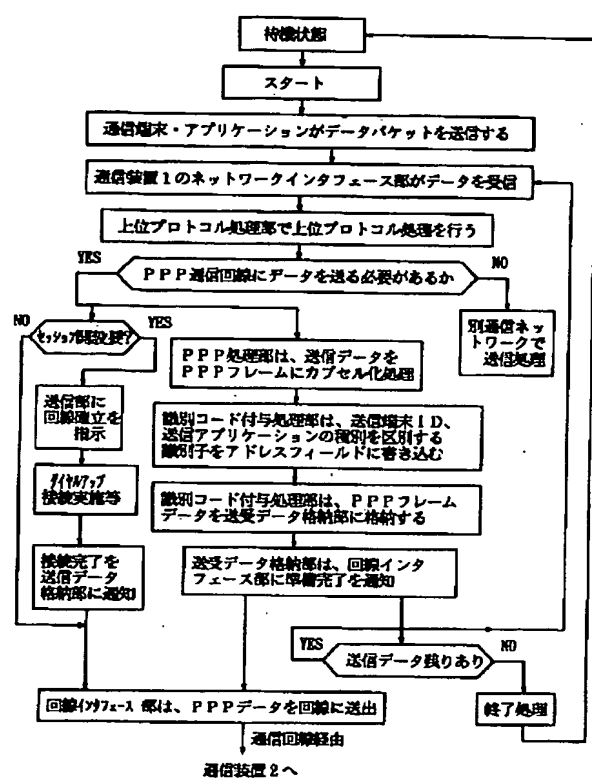 待機状態
スタート
通信端末・アプリケーションがデータパケットを送信する
通信装置1のネットワークインタフェース部がデータを受信
上位プロトコル処理部で上位プロトコル処理を行う
YES
NO
PPP通信回線にデータを送る必要があるか
NO
YES
セッション開設要?
別通信ネッ
トワークで
送信処理
PPP処理部は、送信データを
PPPフレームにカプセル化処理
送信部に
回線確立を
指示
識別コード付与処理部は、送信端末ID、
送信アプリケーションの種別を区別する
識別子をアドレスフィールドに書き込む
ダイヤルアップ
接続実施等
識別コード付与処理部は、PPPフレーム
データを送受データ格納部に格納する
接続完了を
送信データ
格納部に通知
送受データ格納部は、回線インタ
フェース部に準備完了を通知
YES
NO
送信データ残りあり
回線インタフェース部は、PPPデータを回線に送出
終了処理
通信回線経由
通信装置2へ